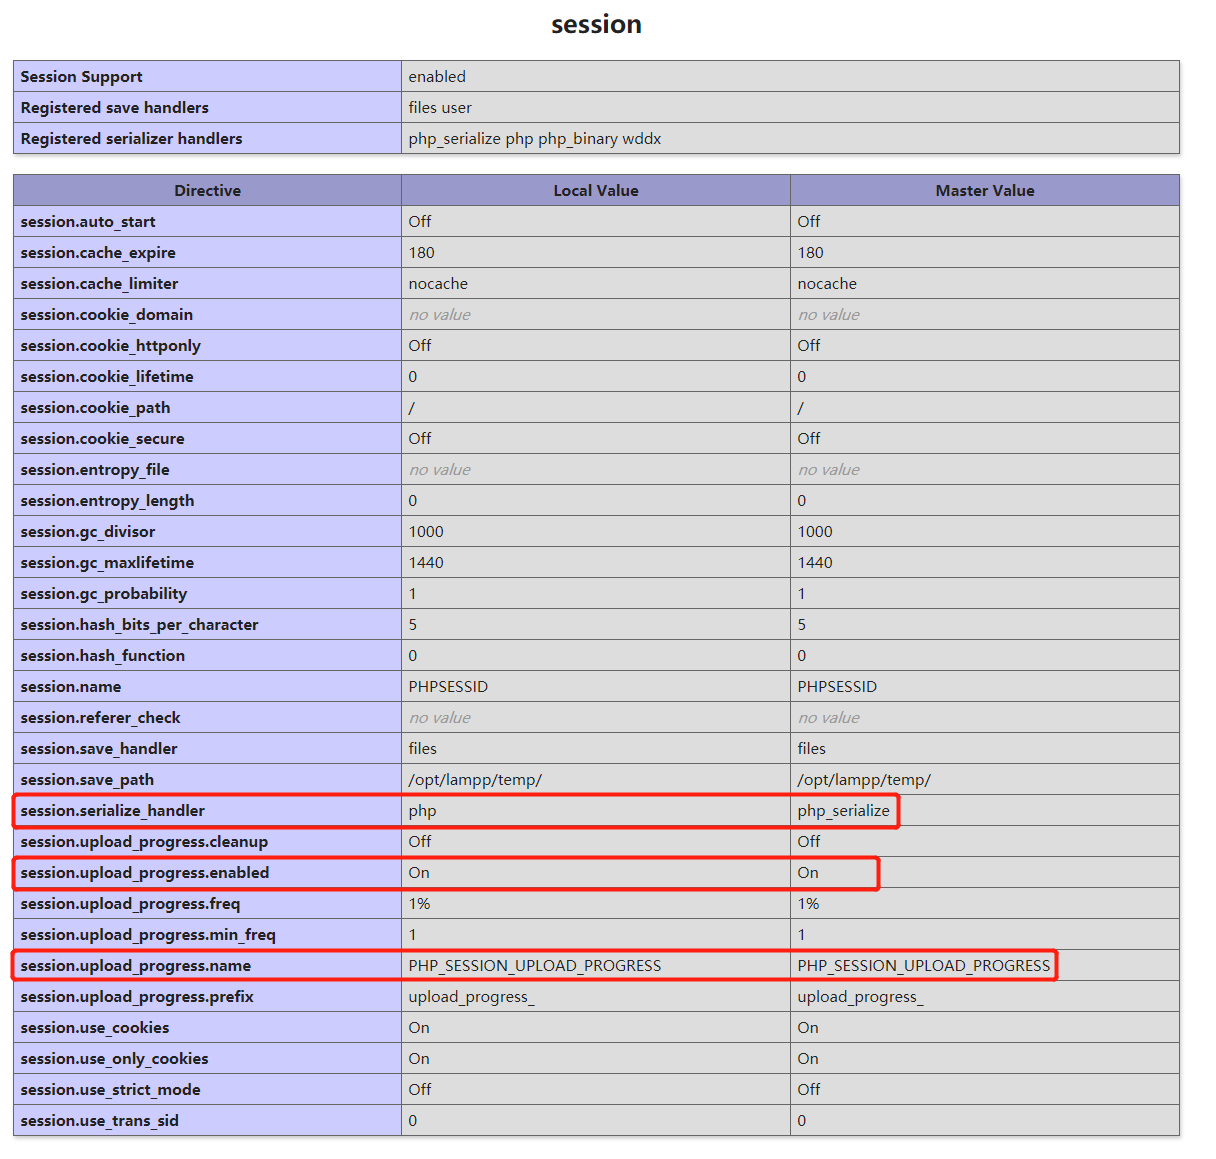 session
Session Support enabled
Registered save handlers files user
Registered serializer handlers php_serialize php php_binary wddx
Directive Local Value Master Value
session.auto_start Off Off
session.cache_expire 180 180
session.cache_limiter nocache nocache
session.cookie_domain no value no value
session.cookie_httponly Off Off
session.cookie_lifetime 0 0
session.cookie_path / /
session.cookie_secure Off Off
session.entropy_file no value no value
session.entropy_length 0 0
session.gc_divisor 1000 1000
session.gc_maxlifetime 1440 1440
session.gc_probability 1 1
session.hash_bits_per_character 5 5
session.hash_function 0 0
session.name PHPSESSID PHPSESSID
session.referer_check no value no value
session.save_handler files files
session.save_path /opt/lampp/temp/ /opt/lampp/temp/
session.serialize_handler php php_serialize
session.upload_progress.cleanup Off Off
session.upload_progress.enabled On On
session.upload_progress.freq 1% 1%
session.upload_progress.min_freq 1 1
session.upload_progress.name PHP_SESSION_UPLOAD_PROGRESS PHP_SESSION_UPLOAD_PROGRESS
session.upload_progress.prefix upload_progress_ upload_progress_
session.use_cookies On On
session.use_only_cookies On On
session.use_strict_mode Off Off
session.use_trans_sid 0 0